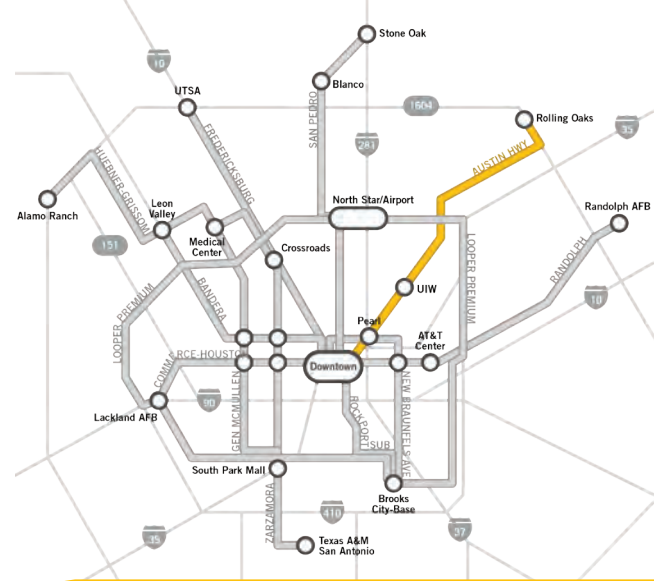 Stone Oak
10
Blanco
UTSA
1604
SAN PEDRO
Rolling Oaks
FREDERICKSBURG
35
281
AUSTIN HWY
HUEBNER-GRISSOM
Leon
Valley
North Star/Airport
Randolph AFB
Alamo Ranch
Medical
Center
151
Crossroads
LOOPER PREMIUM
RANDOLPH
UIW
BANDERA
10
LOOPER PREMIUM
Pearl
AT&T
Center
COMMERCE-HOUSTON
Downtown
90
GEN MCMULLEN
ROCKPORT/
SUB
NEW BRAUNFELS AVE
Lackland AFB
South Park Mall
Brooks
City-Base
ZARZAMORA
410
37
35
Texas A&M
San Antonio